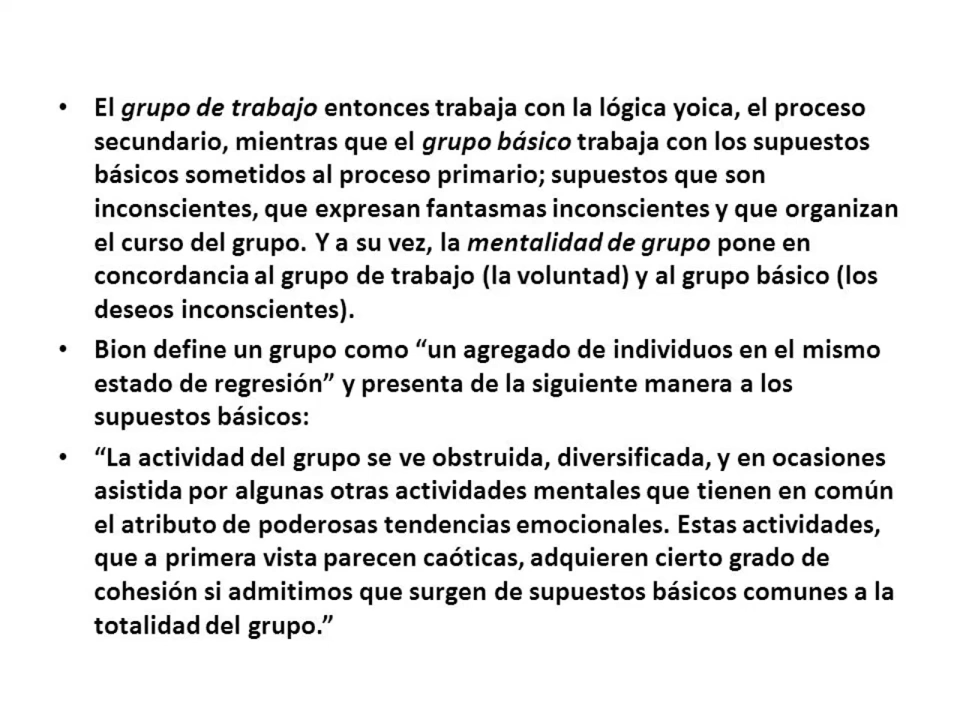 • El grupo de trabajo entonces trabaja con la lógica yoica, el proceso
secundario, mientras que el grupo básico trabaja con los supuestos
básicos sometidos al proceso primario; supuestos que son
inconscientes, que expresan fantasmas inconscientes y que organizan
el curso del grupo. Y a su vez, la mentalidad de grupo pone en
concordancia al grupo de trabajo (la voluntad) y al grupo básico (los
deseos inconscientes).
• Bion define un grupo como “un agregado de individuos en el mismo
estado de regresión” y presenta de la siguiente manera a los
supuestos básicos:
• “La actividad del grupo se ve obstruida, diversificada, y en ocasiones
asistida por algunas otras actividades mentales que tienen en común
el atributo de poderosas tendencias emocionales. Estas actividades,
que a primera vista parecen caóticas, adquieren cierto grado de
cohesión si admitimos que surgen de supuestos básicos comunes a la
totalidad del grupo.”